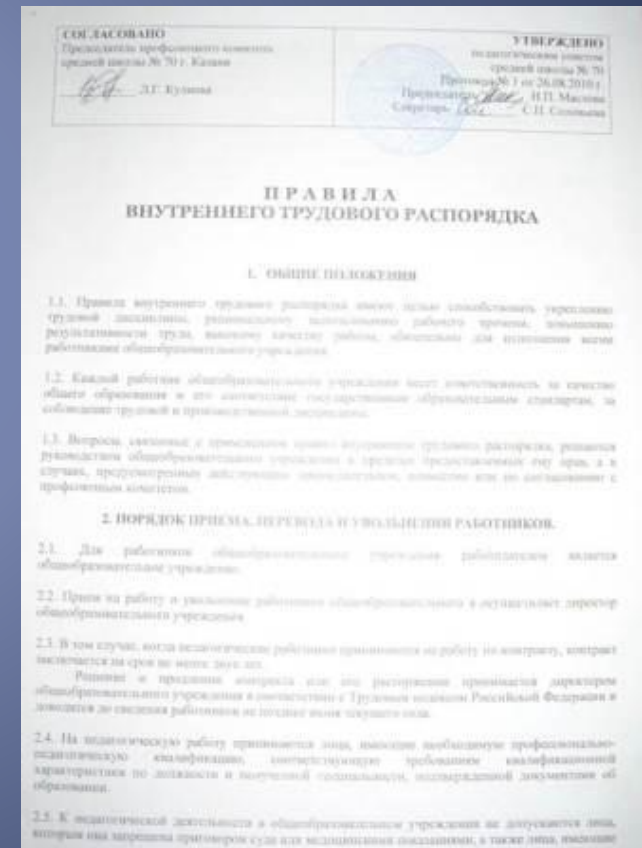 СОГЛАСОВАНО
Председатель профсоюзного комитета
средней школы № 70 г. Казани
Л.Г. Куликова
УТВЕРЖДЕНО
педагогическим советом
средней школы № 70
Протокол № 1 от 26.08.2010 г.
Председатель И.П. Маслова
Секретарь С.П. Соловьева
ПРАВИЛА
ВНУТРЕННЕГО ТРУДОВОГО РАСПОРЯДКА
1. ОБЩИЕ ПОЛОЖЕНИЯ
1.1. Правила внутреннего трудового распорядка имеют целью способствовать укреплению
трудовой дисциплины, рациональному использованию рабочего времени, повышению
результативности труда, высокому качеству работы, обязательны для исполнения всеми
работниками общеобразовательного учреждения.
1.2. Каждый работник общеобразовательного учреждения несет ответственность за качество
общего образования и его соответствие государственным образовательным стандартам, за
соблюдение трудовой и производственной дисциплины.
1.3. Вопросы, связанные с применением правил внутреннего трудового распорядка, решаются
руководством общеобразовательного учреждения в пределах предоставленных ему прав, а в
случаях, предусмотренных действующим законодательством, совместно или по согласованию с
профсоюзным комитетом.
2. ПОРЯДОК ПРИЕМА, ПЕРЕВОДА И УВОЛЬНЕНИЯ РАБОТНИКОВ.
2.1. Для работников общеобразовательного учреждения работодателем является
общеобразовательное учреждение.
2.2. Прием на работу и увольнение работников общеобразовательного в осуществляет директор
общеобразовательного учреждения
2.3. В том случае, когда педагогические работники принимаются на работу по контракту, контракт
заключается на срок не менее двух лет.
Решение о продлении контракта или его расторжении принимается директором
общеобразовательного учреждения в соответствии с Трудовым кодексом Российской Федерации и
доводится до сведения работников не позднее июня текущего года.
2.4. На педагогическую работу принимаются лица, имеющие необходимую профессионально-
педагогическую квалификацию, соответствующую требованиям квалификационной
характеристики по должности и полученной специальности, подтвержденной документами об
образовании.
2.5. К педагогической деятельности в общеобразовательном учреждении не допускаются лица,
которым она запрещена приговором суда или медицинскими показаниями, а также лица, имеющие